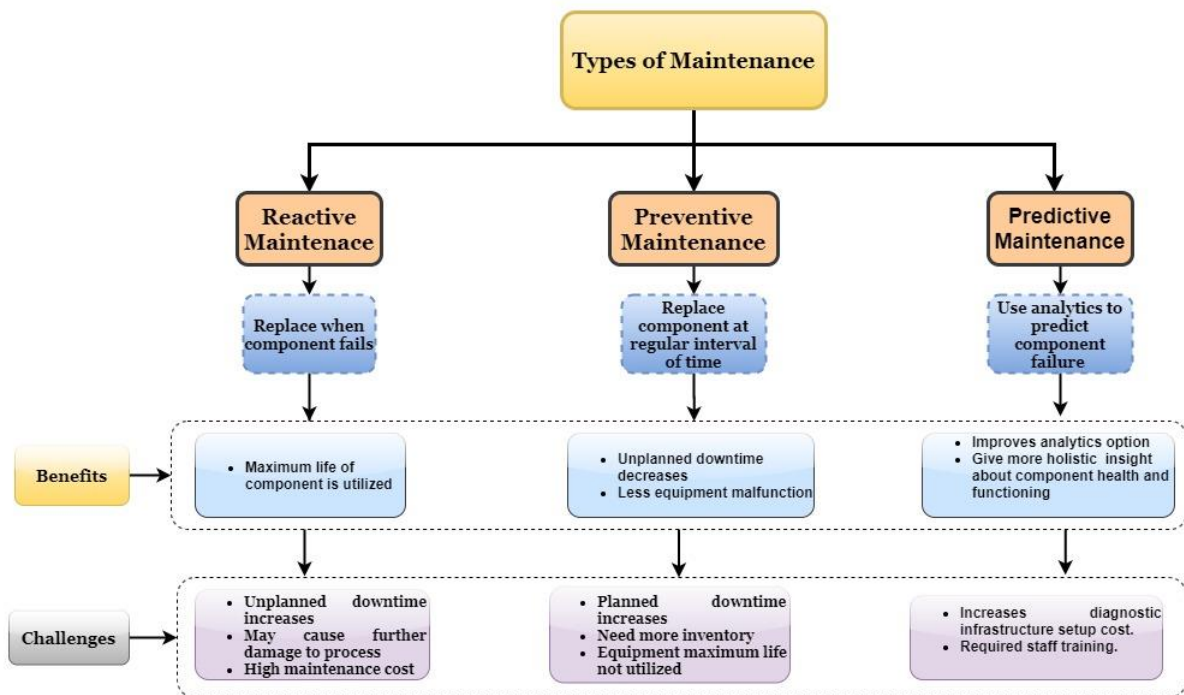 Types of Maintenance
Reactive
Maintenace
Preventive
Maintenance
Predictive
Maintenance
Replace when
component fails
Replace
component at
regular interval
of time
Use analytics to
predict
component
failure
Benefits
• Maximum life of
component is utilized
• Unplanned downtime
decreases
• Less equipment malfunction
• Improves analytics option
• Give more holistic insight
about component health and
functioning
Challenges
• Unplanned downtime
increases
• May cause further
damage to process
• High maintenance cost
• Planned downtime
increases
• Need more inventory
• Equipment maximum life
not utilized
• Increases diagnostic
infrastructure setup cost.
• Required staff training.